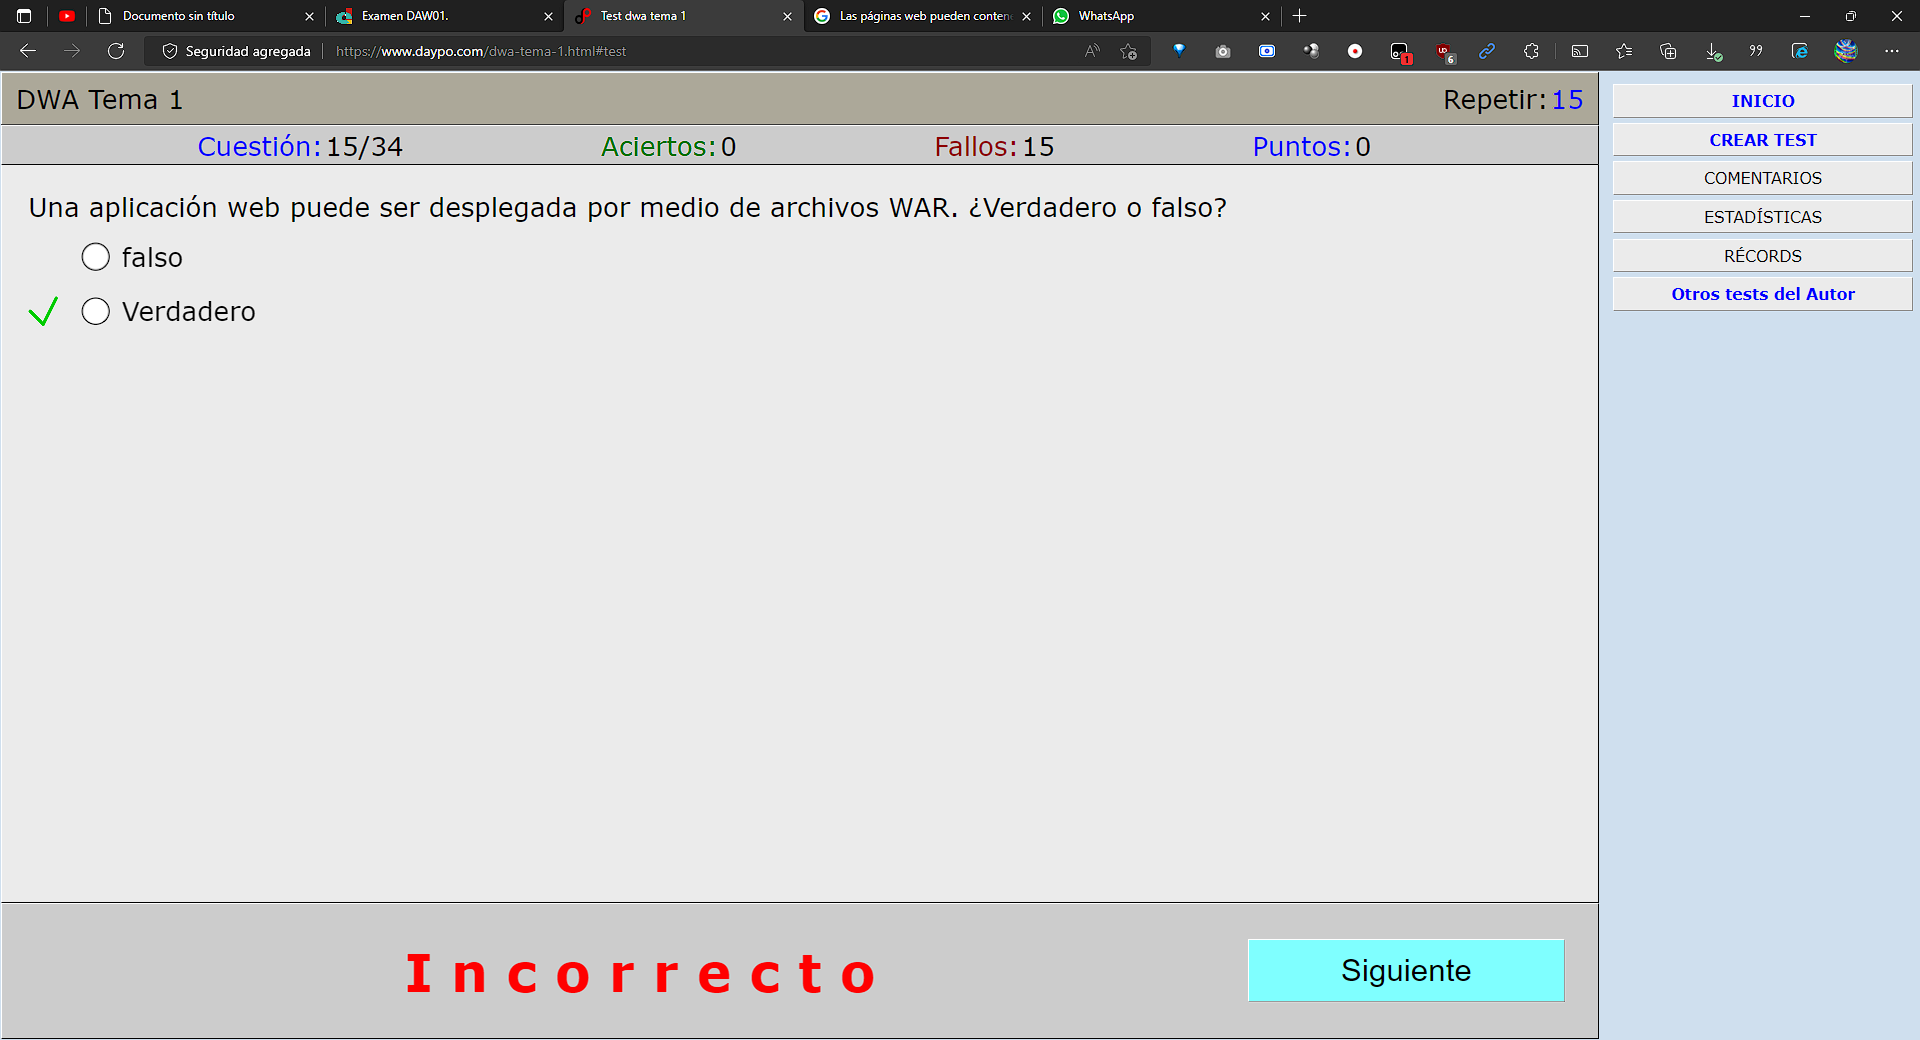 Documento sin título
Examen DAW01.
Test dwa tema 1
Las páginas web pueden conten
WhatsApp
Seguridad agregada
https://www.daypo.com/dwa-tema-1.html#test
1
6
DWA Tema 1
Repetir: 15
Cuestión: 15/34
Aciertos: 0
Fallos: 15
Puntos: 0
Una aplicación web puede ser desplegada por medio de archivos WAR. ¿Verdadero o falso?
falso
Verdadero
Incorrecto
Siguiente
INICIO
CREAR TEST
COMENTARIOS
ESTADÍSTICAS
RÉCORDS
Otros tests del Autor